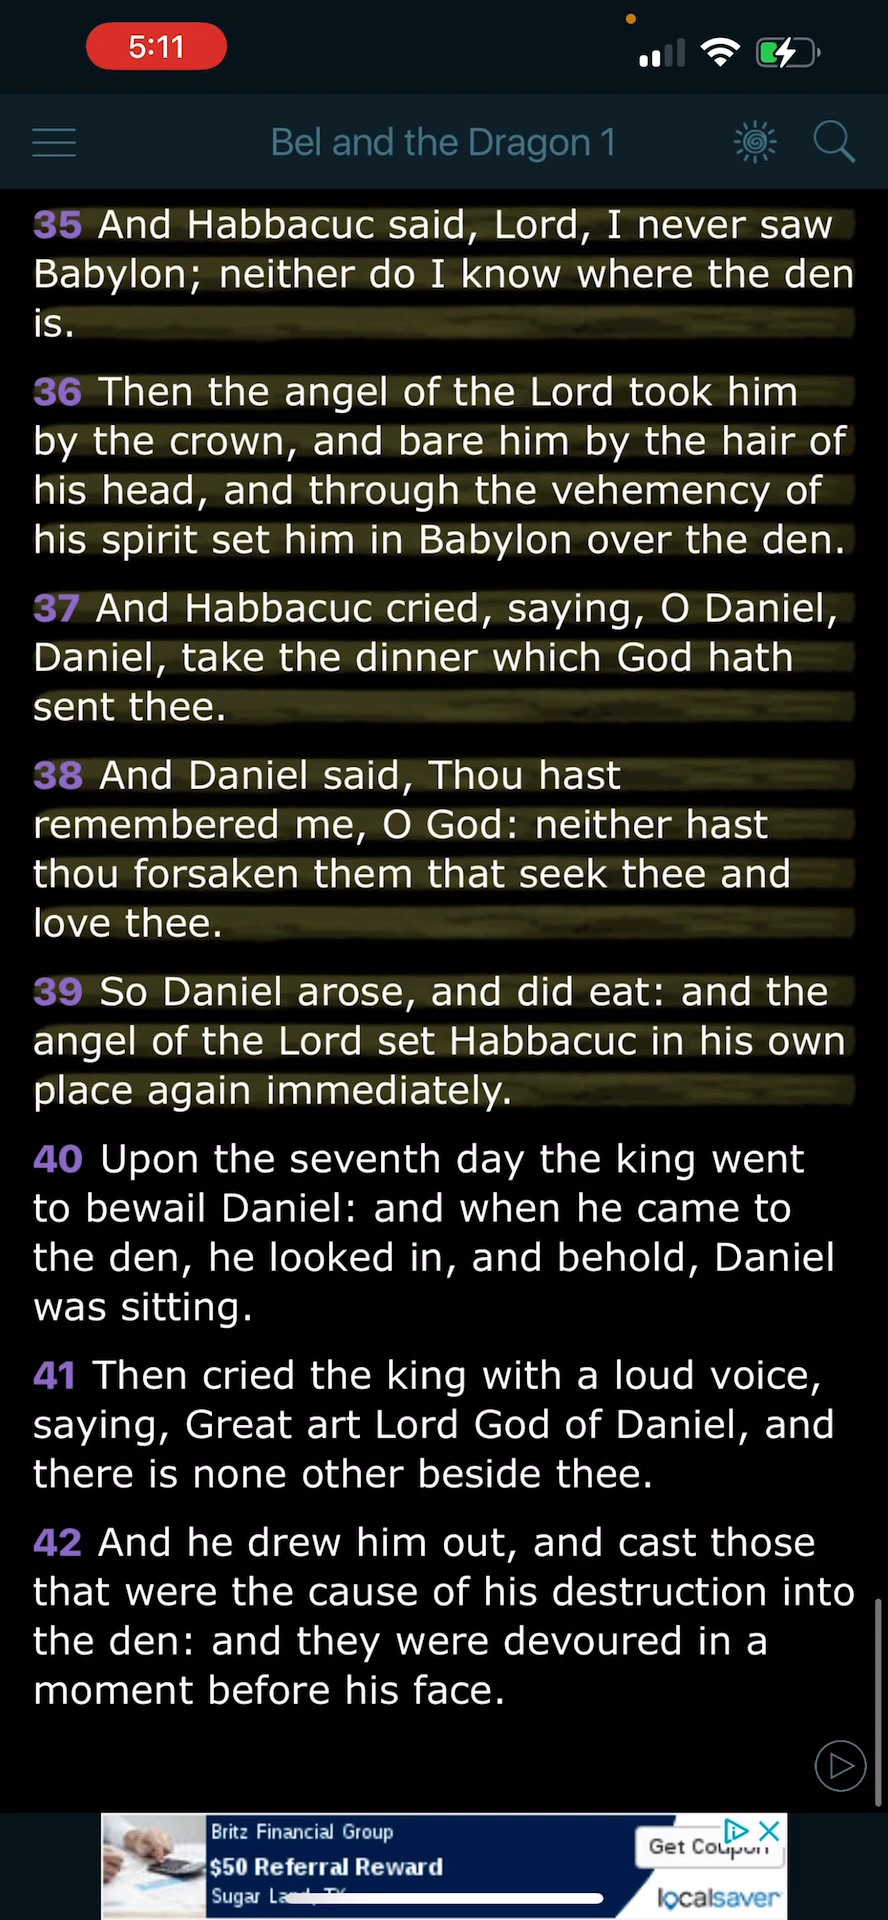 5:11
Bel and the Dragon 1
35 And Habbacuc said, Lord, I never saw
Babylon; neither do I know where the den
is.
36 Then the angel of the Lord took him
by the crown, and bare him by the hair of
his head, and through the vehemency of
his spirit set him in Babylon over the den.
37 And Habbacuc cried, saying, O Daniel,
Daniel, take the dinner which God hath
sent thee.
38 And Daniel said, Thou hast
remembered me, O God: neither hast
thou forsaken them that seek thee and
love thee.
39 So Daniel arose, and did eat: and the
angel of the Lord set Habbacuc in his own
place again immediately.
40 Upon the seventh day the king went
to bewail Daniel: and when he came to
the den, he looked in, and behold, Daniel
was sitting.
41 Then cried the king with a loud voice,
saying, Great art Lord God of Daniel, and
there is none other beside thee.
42 And he drew him out, and cast those
that were the cause of his destruction into
the den: and they were devoured in a
moment before his face.
Britz Financial Group
$50 Referral Reward
Sugar
Get Coupon
localsaver